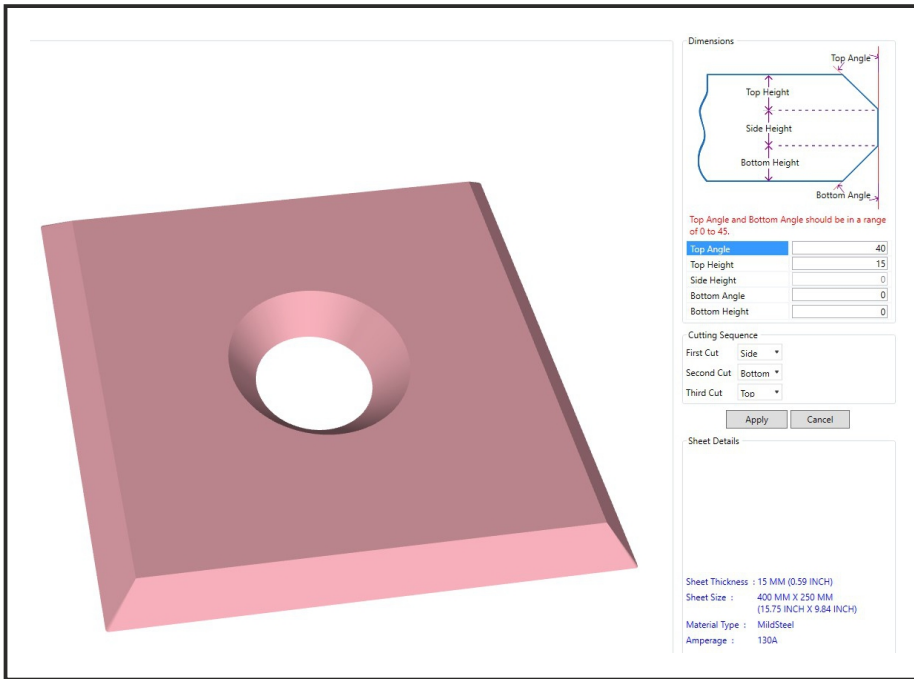 Dimensions
Top Angle
Top Height
Side Height
Bottom Height
Bottom Angle
Top Angle and Bottom Angle should be in a range
of 0 to 45.
Top Angle 40
Top Height 15
Side Height 0
Bottom Angle 0
Bottom Height 0
Cutting Sequence
First Cut Side
Second Cut Bottom
Third Cut Top
Apply Cancel
Sheet Details
Sheet Thickness : 15 MM (0.59 INCH)
Sheet Size : 400 MM X 250 MM
(15.75 INCH X 9.84 INCH)
Material Type : MildSteel
Amperage : 130A